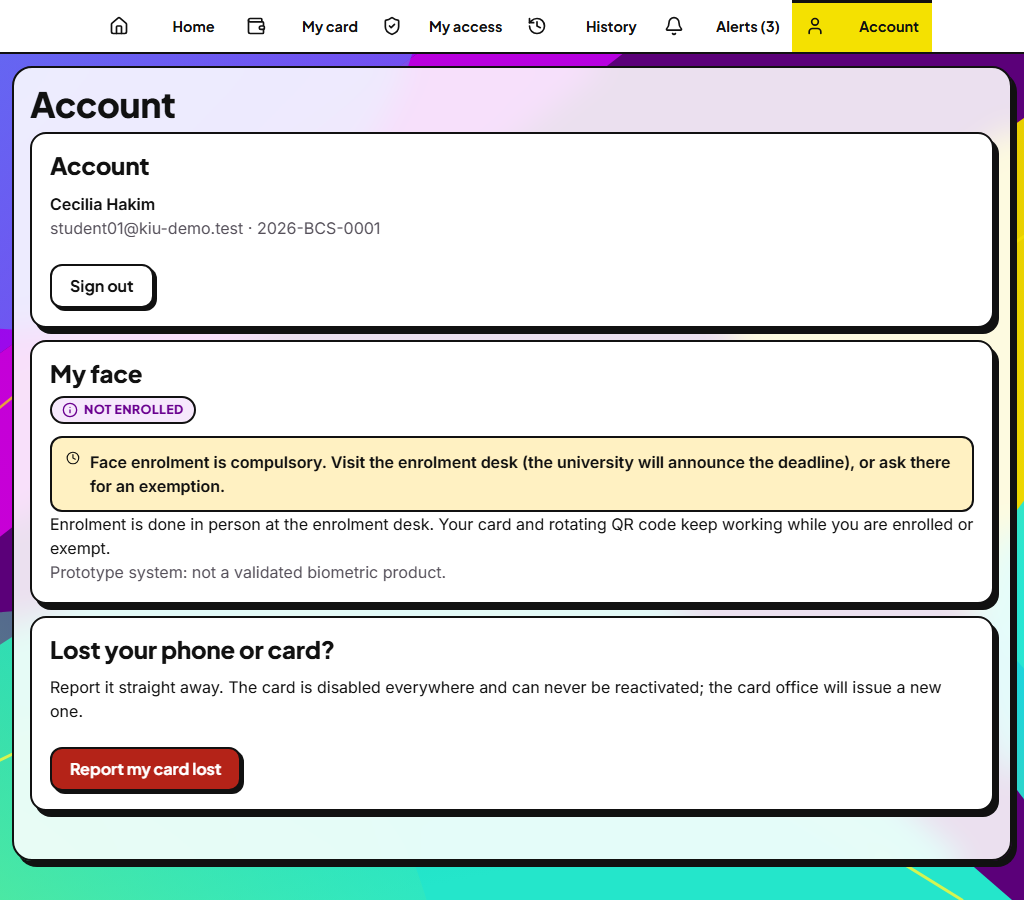 Home
My card
My access
History
Alerts (3)
Account
Account
Account
Cecilia Hakim
student01@kiu-demo.test · 2026-BCS-0001
Sign out
My face
NOT ENROLLED
Face enrolment is compulsory. Visit the enrolment desk (the university will announce the deadline), or ask there
for an exemption.
Enrolment is done in person at the enrolment desk. Your card and rotating QR code keep working while you are enrolled or
exempt.
Prototype system: not a validated biometric product.
Lost your phone or card?
Report it straight away. The card is disabled everywhere and can never be reactivated; the card office will issue a new
one.
Report my card lost